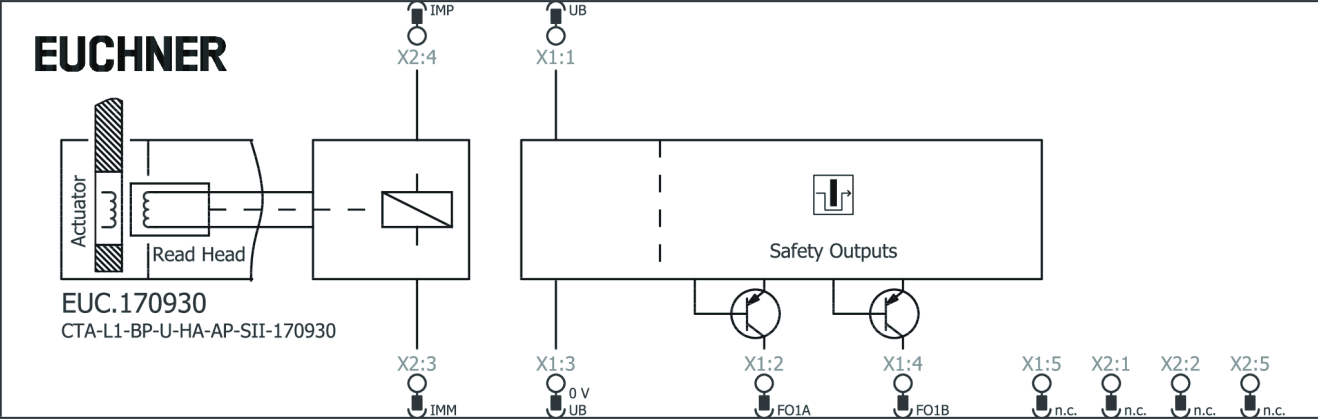 IMP
UB
X2:4
X1:1
EUCHNER
Actuator
Read Head
Safety Outputs
EUC.170930
CTA-L1-BP-U-HA-AP-SII-170930
X2:3
X1:3
X1:2
X1:4
X1:5
X2:1
X2:2
X2:5
IMM
0 V
UB
FO1A
FO1B
n.c.
n.c.
n.c.
n.c.